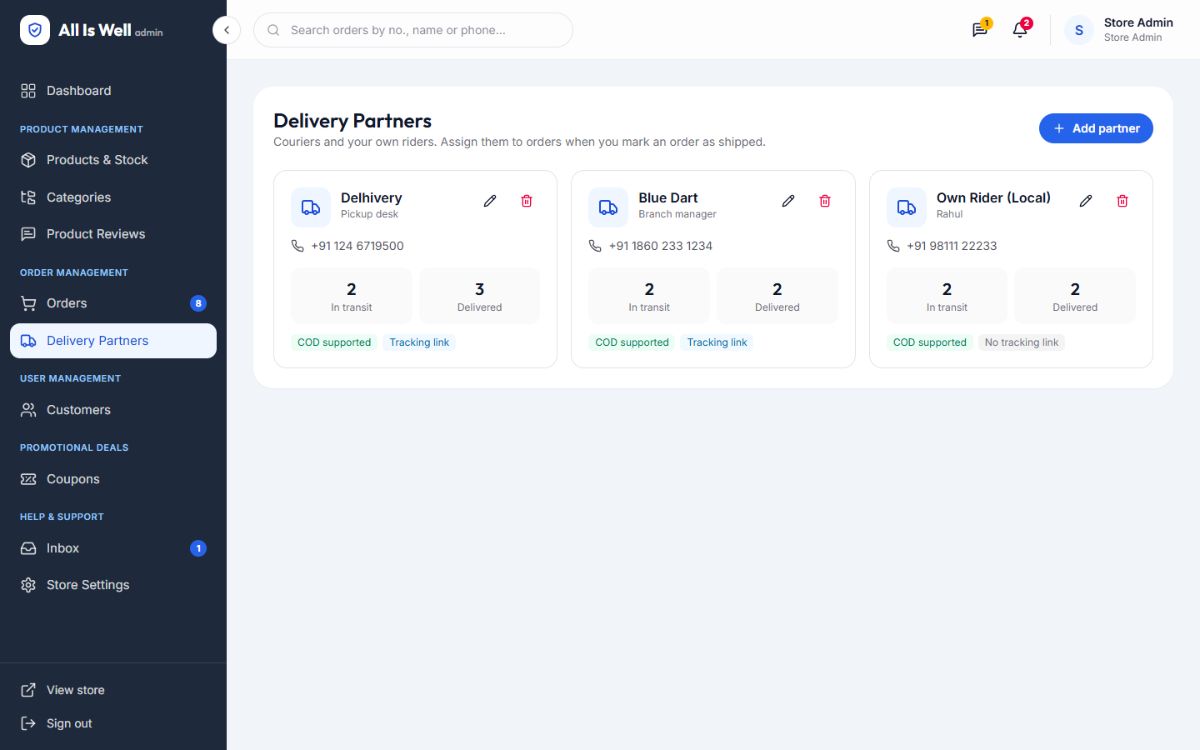 All Is Well admin
Search orders by no., name or phone...
1
2
S
Store Admin
Store Admin
Dashboard
PRODUCT MANAGEMENT
Products & Stock
Categories
Product Reviews
ORDER MANAGEMENT
Orders 8
Delivery Partners
USER MANAGEMENT
Customers
PROMOTIONAL DEALS
Coupons
HELP & SUPPORT
Inbox 1
Store Settings
View store
Sign out
Delivery Partners
Couriers and your own riders. Assign them to orders when you mark an order as shipped.
+ Add partner
Delhivery
Pickup desk
+91 124 6719500
2 3
In transit Delivered
COD supported Tracking link
Blue Dart
Branch manager
+91 1860 233 1234
2 2
In transit Delivered
COD supported Tracking link
Own Rider (Local)
Rahul
+91 98111 22233
2 2
In transit Delivered
COD supported No tracking link